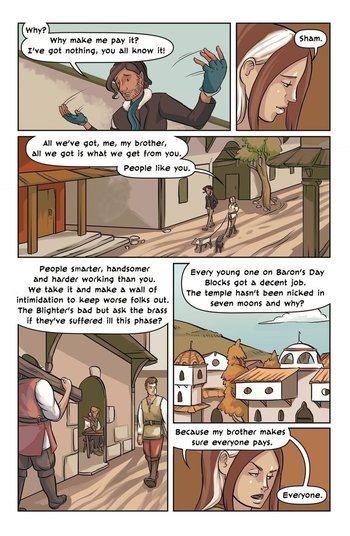 Why?
Why make me pay it?
I've got nothing, you all know it!
Sham.
All we've got, me, my brother,
all we got is what we get from you.
People like you.
People smarter, handsomer
and harder working than you.
We take it and make a wall of
intimidation to keep worse folks out.
The Blighter's bad but ask the brass
if they've suffered ill this phase?
Every young one on Baron's Day
Blocks got a decent job.
The temple hasn't been nicked in
seven moons and why?
Because my brother makes
sure everyone pays.
Everyone.